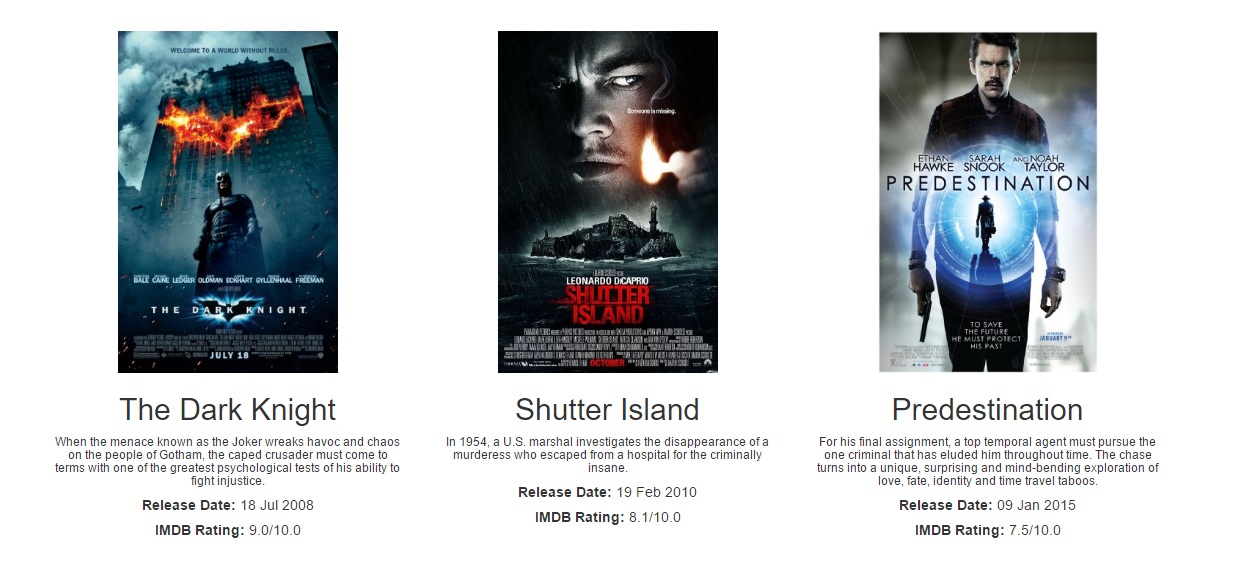 WELCOME TO A WORLD WITHOUT RULES.
BALE CAINE LEDGER OLDMAN ECKHART GYLLENHAAL FREEMAN
THE DARK KNIGHT
JULY 18
The Dark Knight
When the menace known as the Joker wreaks havoc and chaos
on the people of Gotham, the caped crusader must come to
terms with one of the greatest psychological tests of his ability to
fight injustice.
Release Date: 18 Jul 2008
IMDB Rating: 9.0/10.0
Someone is missing.
LEONARDO DiCAPRIO
SHUTTER
ISLAND
OCTOBER
Shutter Island
In 1954, a U.S. marshal investigates the disappearance of a
murderess who escaped from a hospital for the criminally
insane.
Release Date: 19 Feb 2010
IMDB Rating: 8.1/10.0
ETHAN SARAH AND NOAH
HAWKE SNOOK TAYLOR
PREDESTINATION
TO SAVE
THE FUTURE
HE MUST PROTECT
HIS PAST
JANUARY 9TH
Predestination
For his final assignment, a top temporal agent must pursue the
one criminal that has eluded him throughout time. The chase
turns into a unique, surprising and mind-bending exploration of
love, fate, identity and time travel taboos.
Release Date: 09 Jan 2015
IMDB Rating: 7.5/10.0